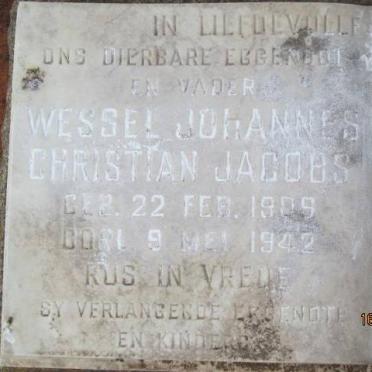 IN LIEFDEVOLLE
ONS DIERBARE EGGENOOT
EN VADER
WESSEL JOHANNES
CHRISTIAN JACOBS
GEB. 22 FEB. 1909
OORL. 9 MEI 1942
RUS IN VREDE
SY VERLANGENDE EGGENOTE
EN KINDERS
16